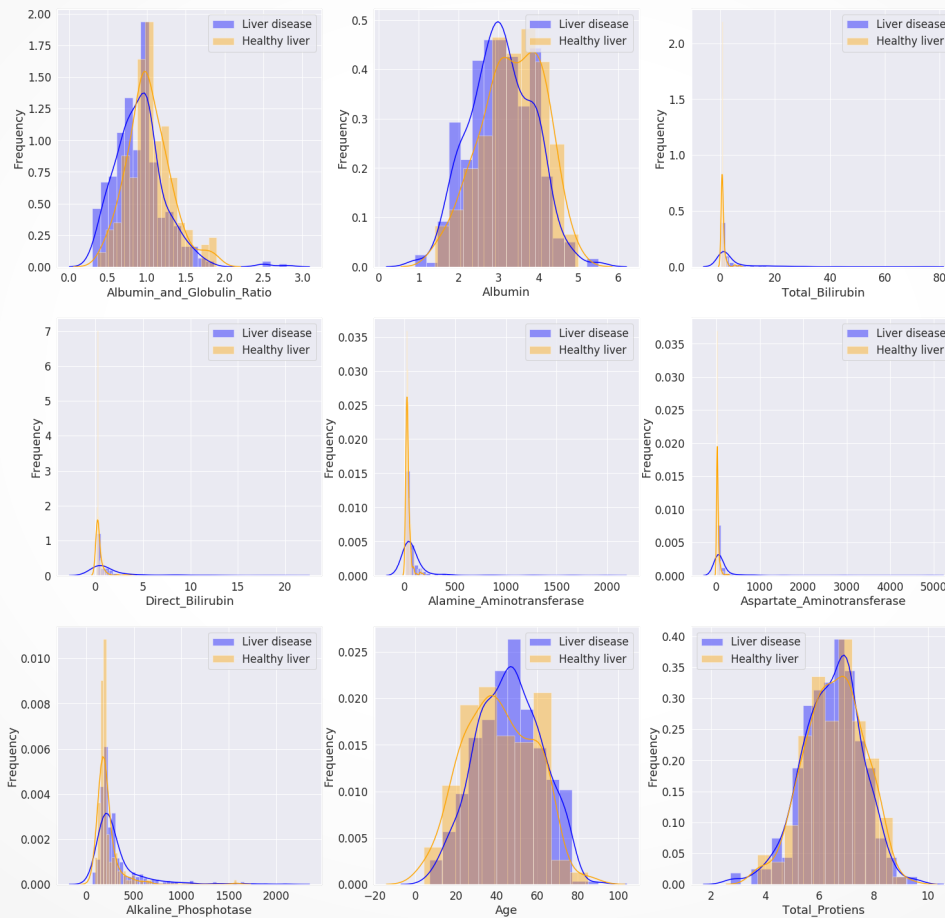 2.00
1.75
1.50
1.25
1.00
0.75
0.50
0.25
0.00
Frequency
Liver disease
Healthy liver
0.0 0.5 1.0 1.5 2.0 2.5 3.0
Albumin_and_Globulin_Ratio
0.5
0.4
0.3
0.2
0.1
0.0
Frequency
Liver disease
Healthy liver
1 2 3 4 5 6
Albumin
2.0
1.5
1.0
0.5
0.0
Frequency
Liver disease
Healthy liver
0 20 40 60 80
Total_Bilirubin
7
6
5
4
3
2
1
0
Frequency
Liver disease
Healthy liver
0 5 10 15 20
Direct_Bilirubin
0.035
0.030
0.025
0.020
0.015
0.010
0.005
0.000
Frequency
Liver disease
Healthy liver
0 500 1000 1500 2000
Alamine_Aminotransferase
0.035
0.030
0.025
0.020
0.015
0.010
0.005
0.000
Frequency
Liver disease
Healthy liver
0 1000 2000 3000 4000 5000
Aspartate_Aminotransferase
0.010
0.008
0.006
0.004
0.002
0.000
Frequency
Liver disease
Healthy liver
0 500 1000 1500 2000
Alkaline_Phosphotase
0.025
0.020
0.015
0.010
0.005
0.000
Frequency
Liver disease
Healthy liver
−20 0 20 40 60 80 100
Age
0.40
0.35
0.30
0.25
0.20
0.15
0.10
0.05
0.00
Frequency
Liver disease
Healthy liver
2 4 6 8 10
Total_Protiens